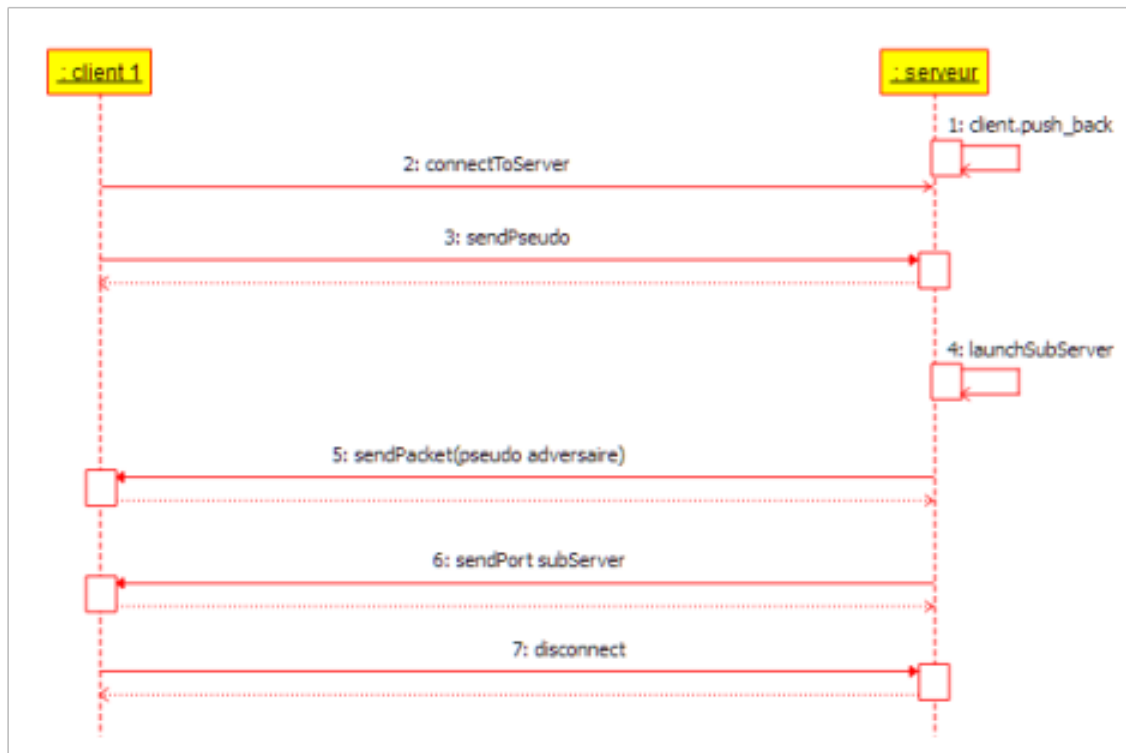 : client 1
: serveur
1: client.push_back
2: connectToServer
3: sendPseudo
4: launchSubServer
5: sendPacket(pseudo adversaire)
6: sendPort subServer
7: disconnect